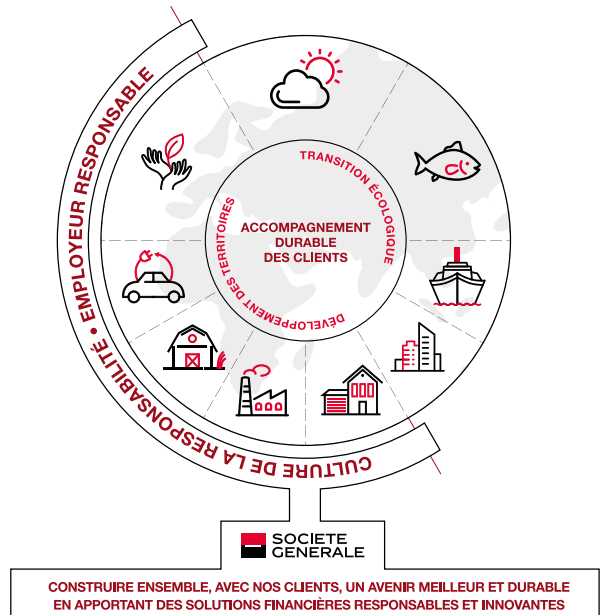 CULTURE DE LA RESPONSABILITÉ • EMPLOYEUR RESPONSABLE
TRANSITION ÉCOLOGIQUE
DÉVELOPPEMENT DES TERRITOIRES
ACCOMPAGNEMENT
DURABLE
DES CLIENTS
SOCIETE
GENERALE
CONSTRUIRE ENSEMBLE, AVEC NOS CLIENTS, UN AVENIR MEILLEUR ET DURABLE
EN APPORTANT DES SOLUTIONS FINANCIÈRES RESPONSABLES ET INNOVANTES